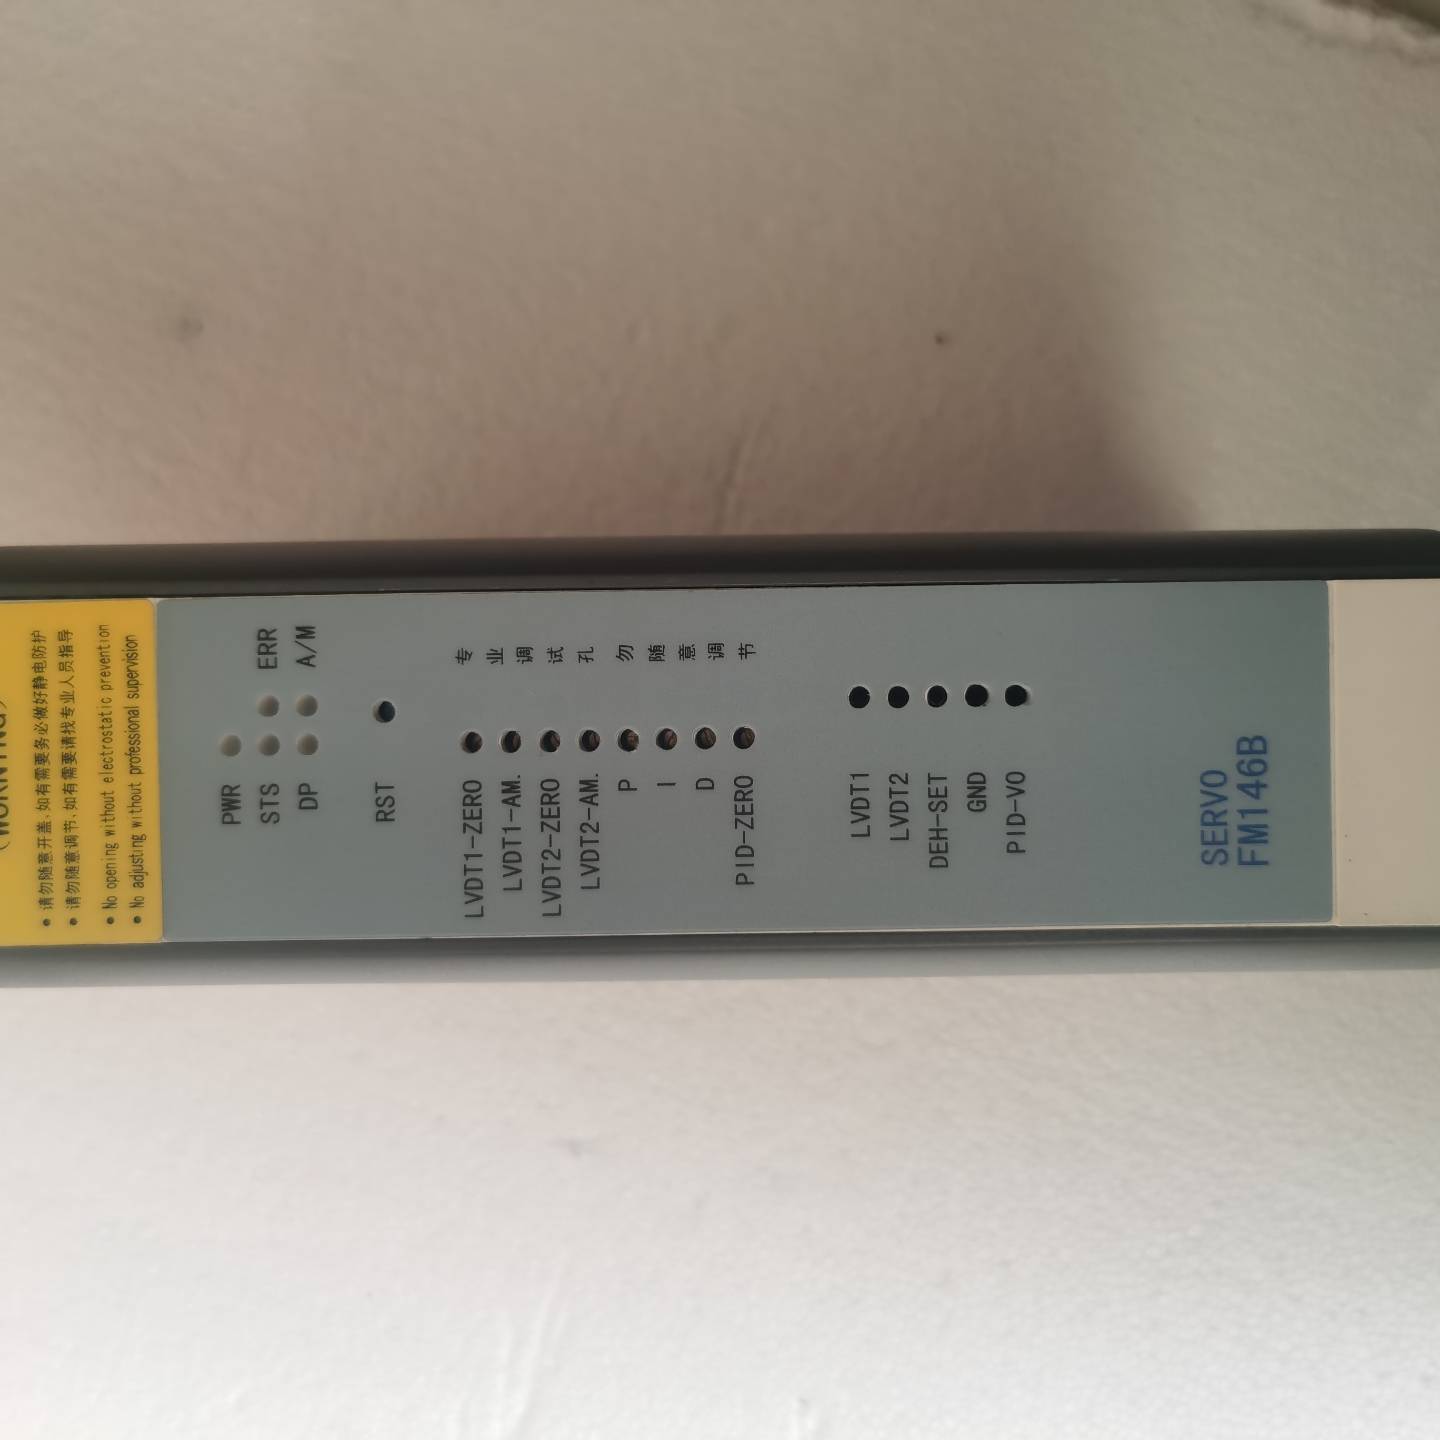 (WORNING)
• 请勿随意开盖,如有需要务必做好静电防护
• 请勿随意调节,如有需要请找专业人员指导
• No opening without electrostatic prevention
• No adjusting without professional supervision
PWR
STS ERR
DP A/M
RST
LVDT1-ZERO
LVDT1-AM.
LVDT2-ZERO
LVDT2-AM.
P
I
D
PID-ZERO
专业调试孔 勿随意调节
LVDT1
LVDT2
DEH-SET
GND
PID-VO
SERVO
FM146B